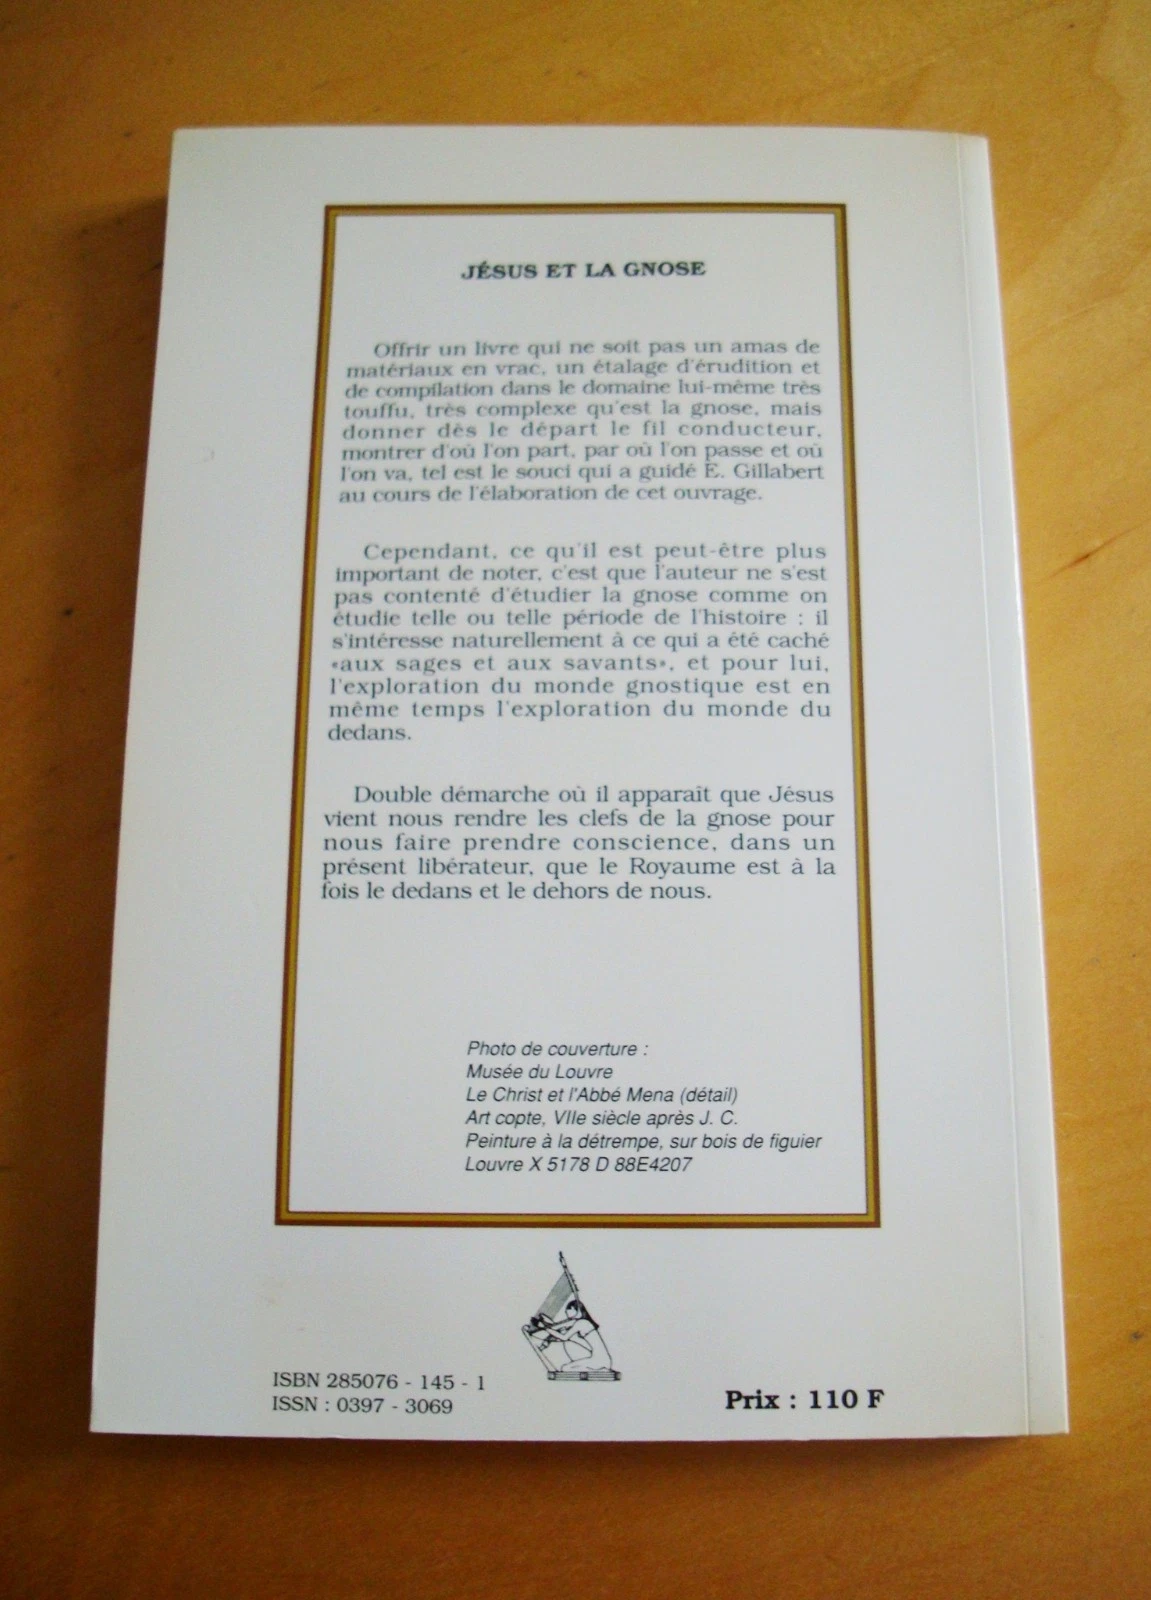 JÉSUS ET LA GNOSE
Offrir un livre qui ne soit pas un amas de
matériaux en vrac, un étalage d'érudition et
de compilation dans le domaine lui-même très
touffu, très complexe qu'est la gnose, mais
donner dès le départ le fil conducteur,
montrer d'où l'on part, par où l'on passe et où
l'on va, tel est le souci qui a guidé E. Gillabert
au cours de l'élaboration de cet ouvrage.
Cependant, ce qu'il est peut-être plus
important de noter, c'est que l'auteur ne s'est
pas contenté d'étudier la gnose comme on
étudie telle ou telle période de l'histoire : il
s'intéresse naturellement à ce qui a été caché
«aux sages et aux savants», et pour lui,
l'exploration du monde gnostique est en
même temps l'exploration du monde du
dedans.
Double démarche où il apparaît que Jésus
vient nous rendre les clefs de la gnose pour
nous faire prendre conscience, dans un
présent libérateur, que le Royaume est à la
fois le dedans et le dehors de nous.
Photo de couverture :
Musée du Louvre
Le Christ et l'Abbé Mena (détail)
Art copte, VIIe siècle après J. C.
Peinture à la détrempe, sur bois de figuier
Louvre X 5178 D 88E4207
ISBN 285076 - 145 - 1
ISSN : 0397 - 3069
Prix : 110 F